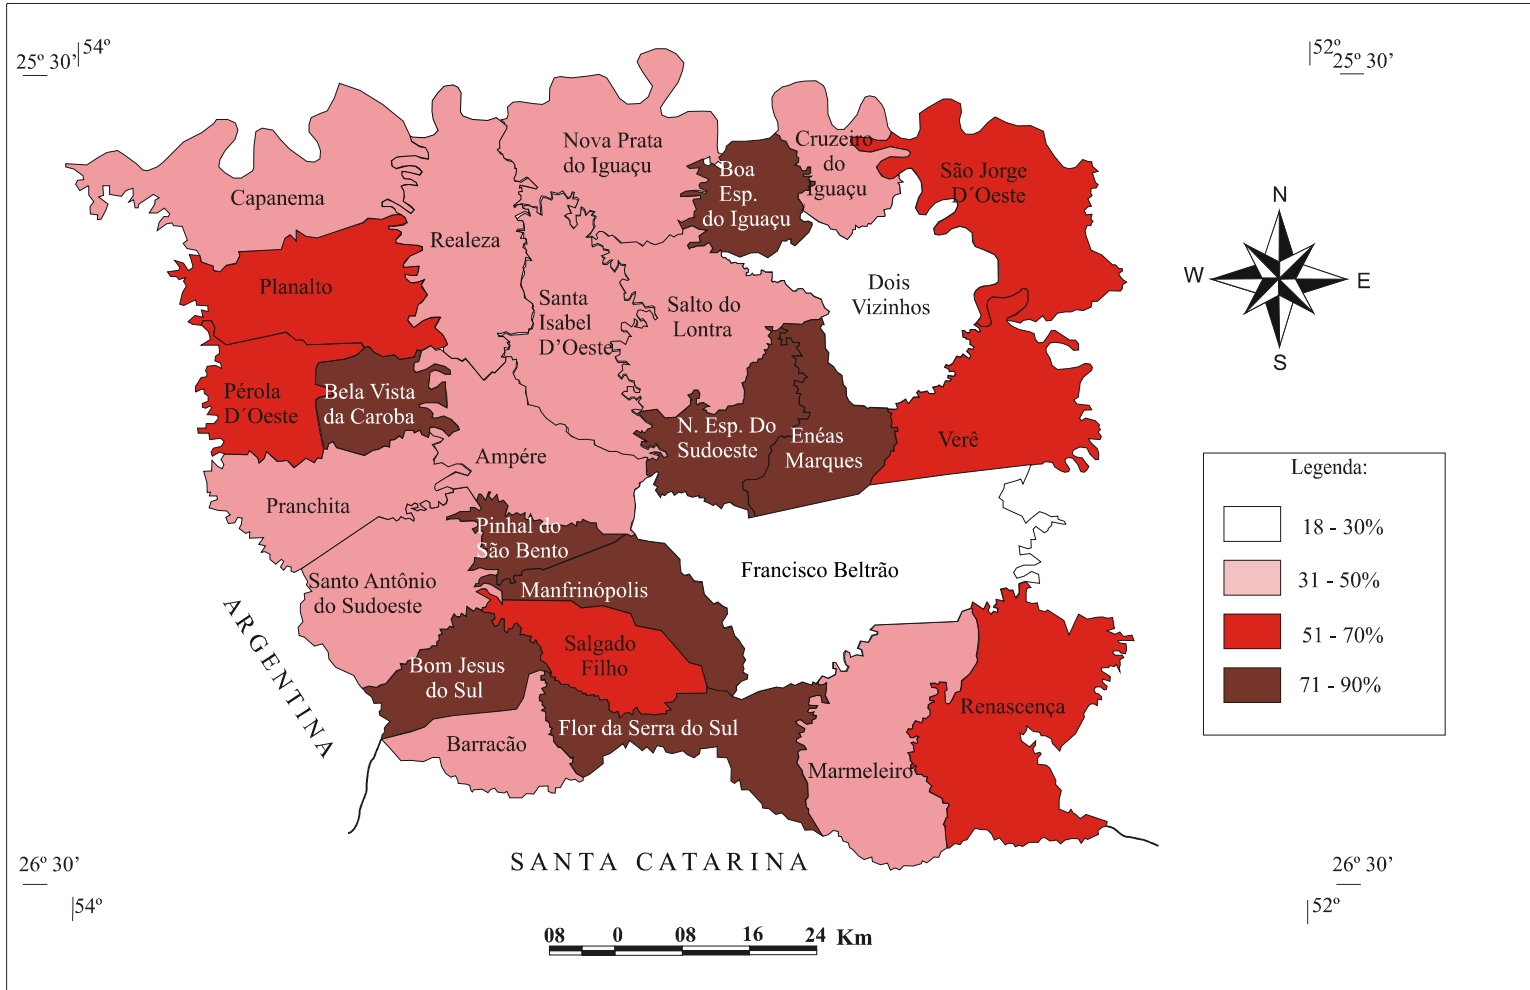 54º
25º 30’
52º
25º 30’
Nova Prata
do Iguaçu
Cruzeiro
do
Iguaçu
Boa
Esp.
do Iguaçu
São Jorge
D´Oeste
Capanema
Realeza
N
W
E
S
Planalto
Dois
Vizinhos
Santa
Isabel
D’Oeste
Salto do
Lontra
Pérola
D´Oeste
Bela Vista
da Caroba
N. Esp. Do
Sudoeste
Enéas
Marques
Verê
Ampére
Pranchita
Legenda:
18 - 30%
31 - 50%
51 - 70%
71 - 90%
Pinhal do
São Bento
Francisco Beltrão
Santo Antônio
do Sudoeste
Manfrinópolis
ARGENTINA
Salgado
Filho
Bom Jesus
do Sul
Renascença
Flor da Serra do Sul
Barracão
Marmeleiro
SANTA CATARINA
26º 30’
54º
26º 30’
52º
08 0 08 16 24 Km